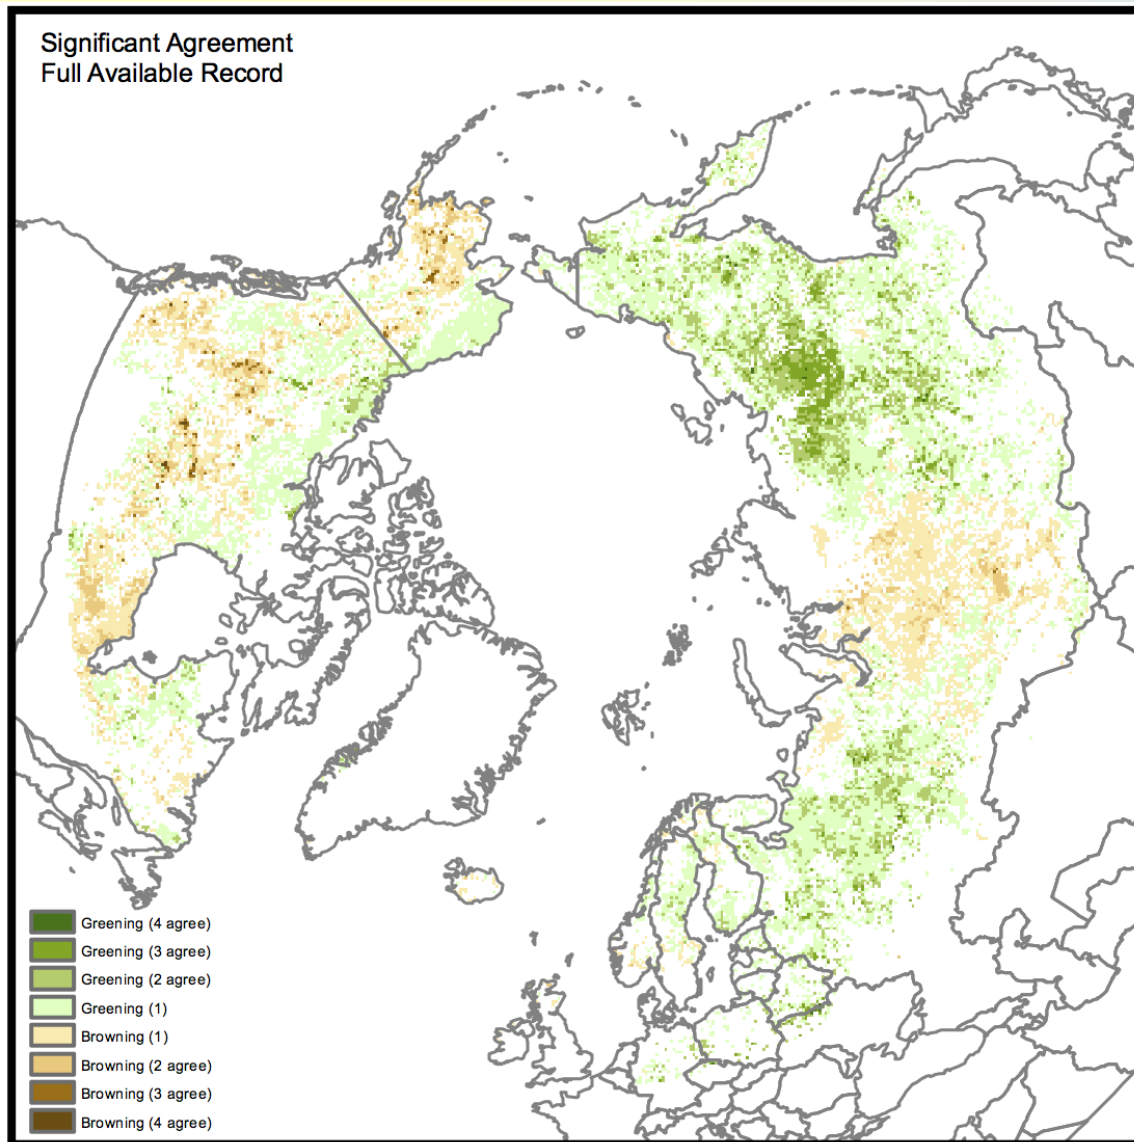 Significant Agreement
Full Available Record
Greening (4 agree)
Greening (3 agree)
Greening (2 agree)
Greening (1)
Browning (1)
Browning (2 agree)
Browning (3 agree)
Browning (4 agree)